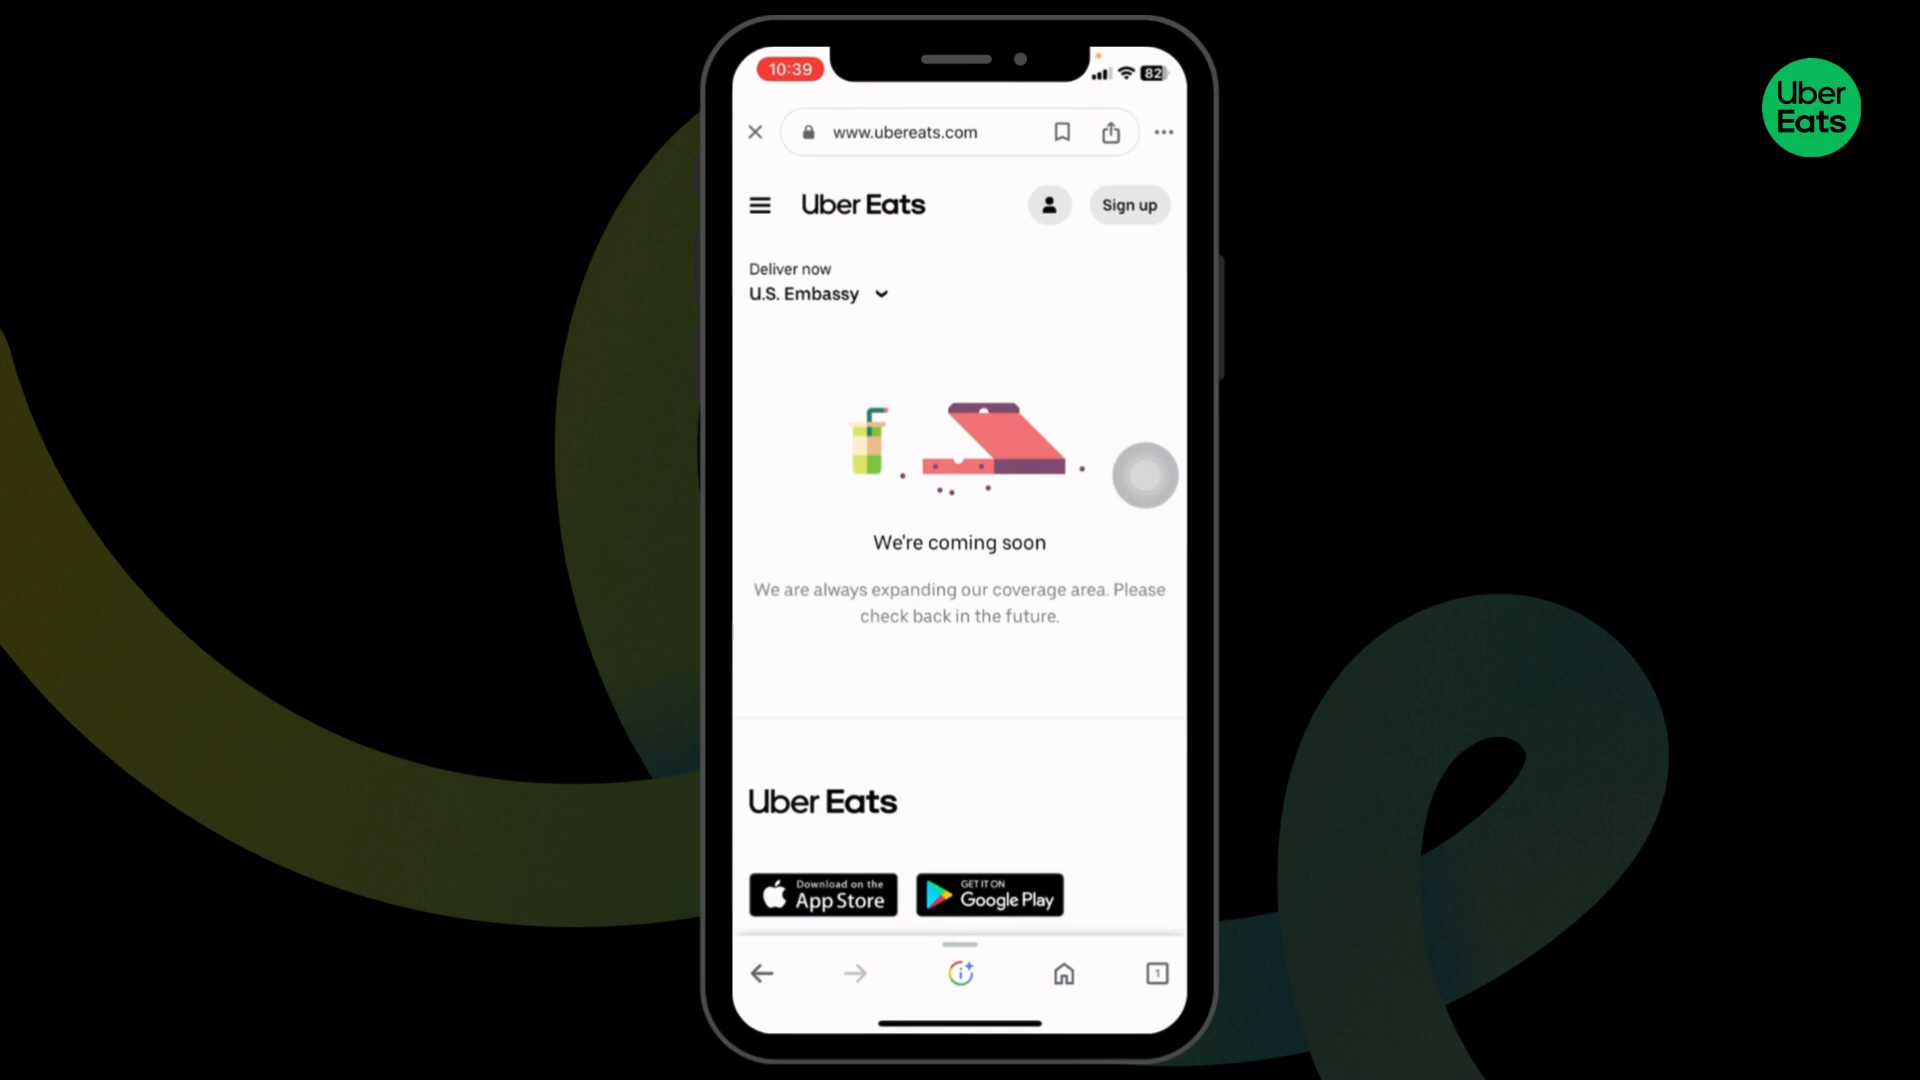 10:39
82
www.ubereats.com
Uber Eats
Sign up
Deliver now
U.S. Embassy
We're coming soon
We are always expanding our coverage area. Please
check back in the future.
Uber Eats
Download on the
App Store
GET IT ON
Google Play
1
Uber
Eats